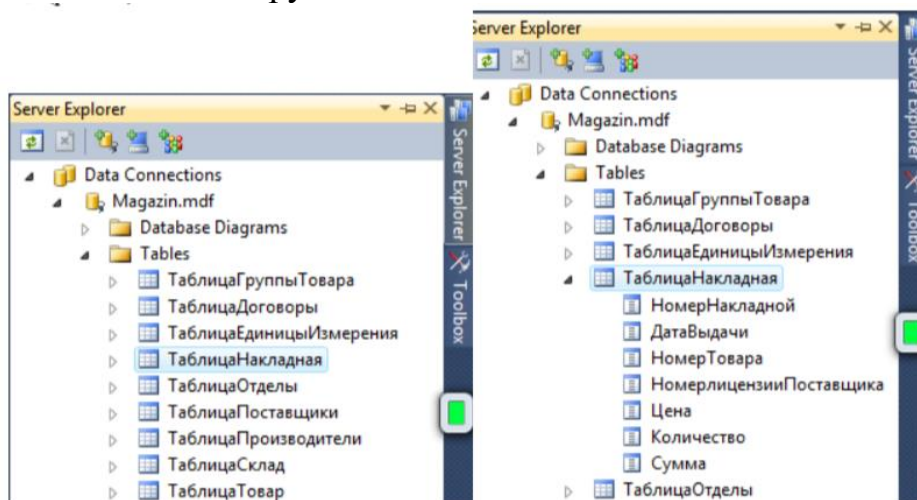 Server Explorer
Data Connections
Magazin.mdf
Database Diagrams
Tables
ТаблицаГруппыТовара
ТаблицаДоговоры
ТаблицаЕдиницыИзмерения
ТаблицаНакладная
ТаблицаОтделы
ТаблицаПоставщики
ТаблицаПроизводители
ТаблицаСклад
ТаблицаТовар
Server Explorer
Toolbox
Server Explorer
Data Connections
Magazin.mdf
Database Diagrams
Tables
ТаблицаГруппыТовара
ТаблицаДоговоры
ТаблицаЕдиницыИзмерения
ТаблицаНакладная
НомерНакладной
ДатаВыдачи
НомерТовара
НомерлицензииПоставщика
Цена
Количество
Сумма
ТаблицаОтделы
Server Explorer
Toolbox